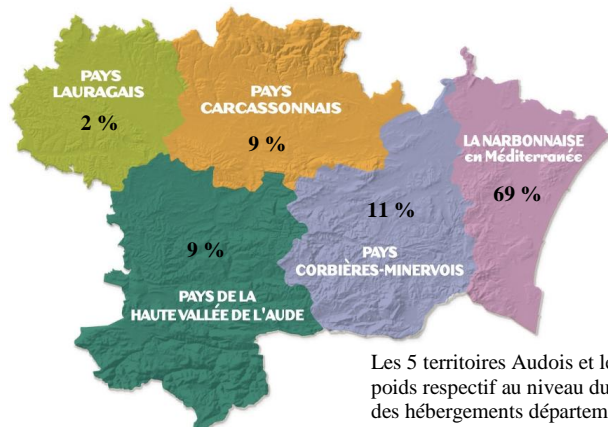 PAYS
LAURAGAIS
2 %
PAYS
CARCASSONNAIS
9 %
LA NARBONNAISE
en Méditerranée
69 %
11 %
PAYS
CORBIÈRES-MINERVOIS
9 %
PAYS DE LA
HAUTE VALLÉE DE L'AUDE
Les 5 territoires Audois et le
poids respectif au niveau du
des hébergements départem